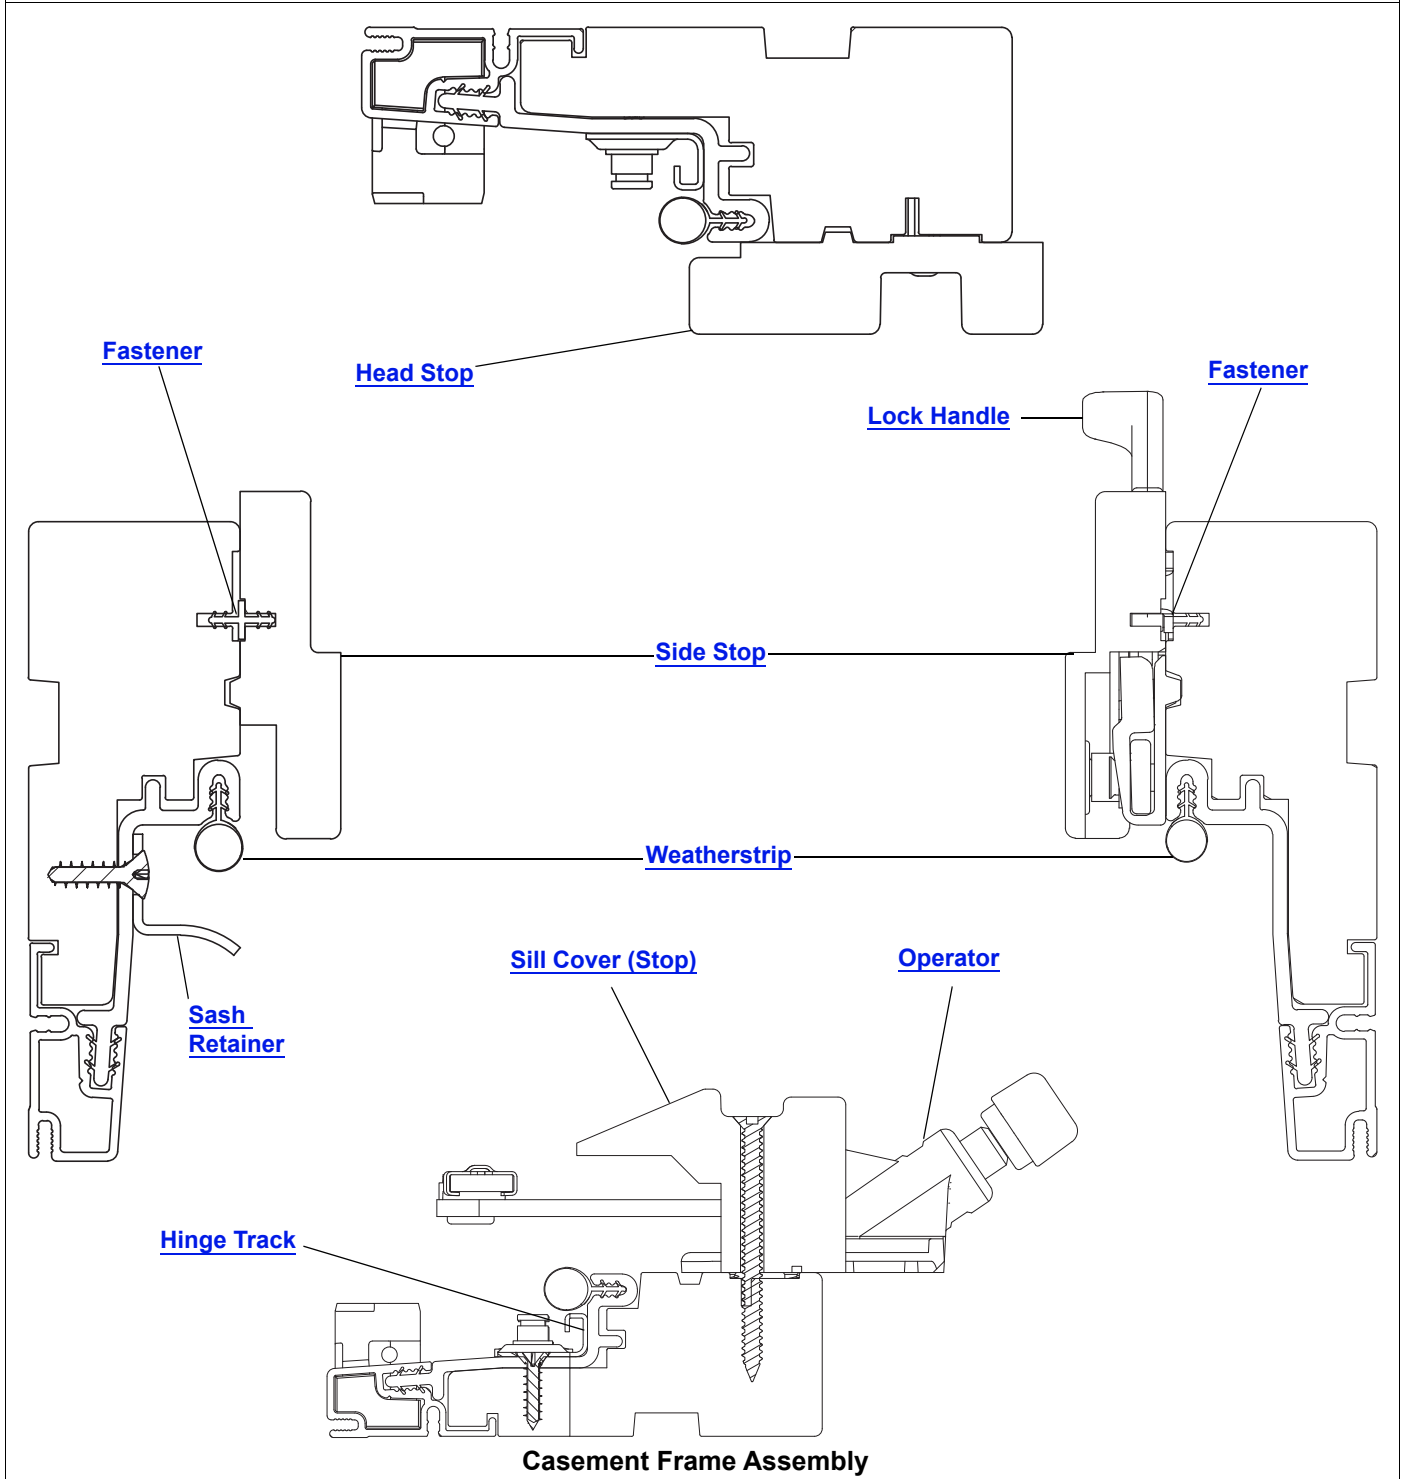 Fastener
Head Stop
Fastener
Lock Handle
Side Stop
Weatherstrip
Sill Cover (Stop)
Operator
Sash
Retainer
Hinge Track
Casement Frame Assembly